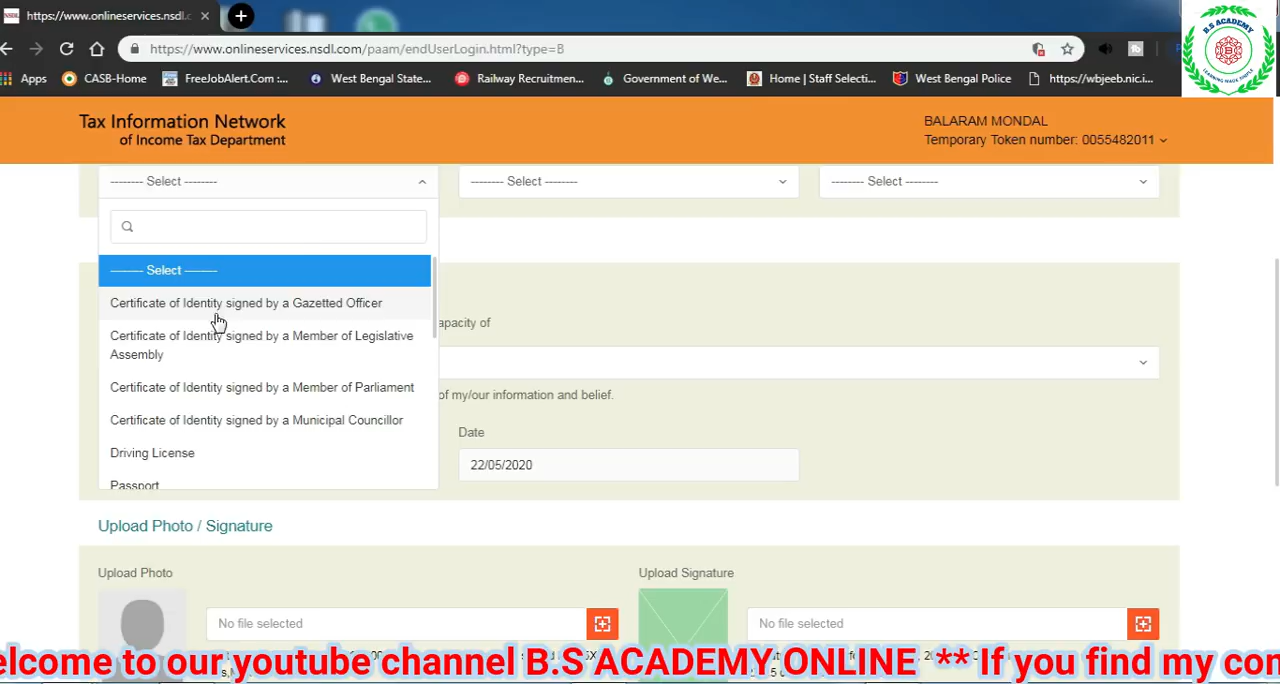 https://www.onlineservices.nsdl.c
https://www.onlineservices.nsdl.com/paam/endUserLogin.html?type=B
Apps
CASB-Home
FreeJobAlert.Com :...
West Bengal State...
Railway Recruitmen...
Government of We...
Home | Staff Selecti...
West Bengal Police
https://wbjeeb.nic.i...
B.S ACADEMY
Tax Information Network
of Income Tax Department
BALARAM MONDAL
Temporary Token number: 0055482011
-------- Select --------
-------- Select --------
-------- Select --------
-------- Select --------
Certificate of Identity signed by a Gazetted Officer
Certificate of Identity signed by a Member of Legislative
Assembly
Certificate of Identity signed by a Member of Parliament
Certificate of Identity signed by a Municipal Councillor
Driving License
Passport
apacity of
of my/our information and belief.
Date
22/05/2020
Upload Photo / Signature
Upload Photo
Upload Signature
No file selected
No file selected
elcome to our youtube channel B.S ACADEMY ONLINE ** If you find my con